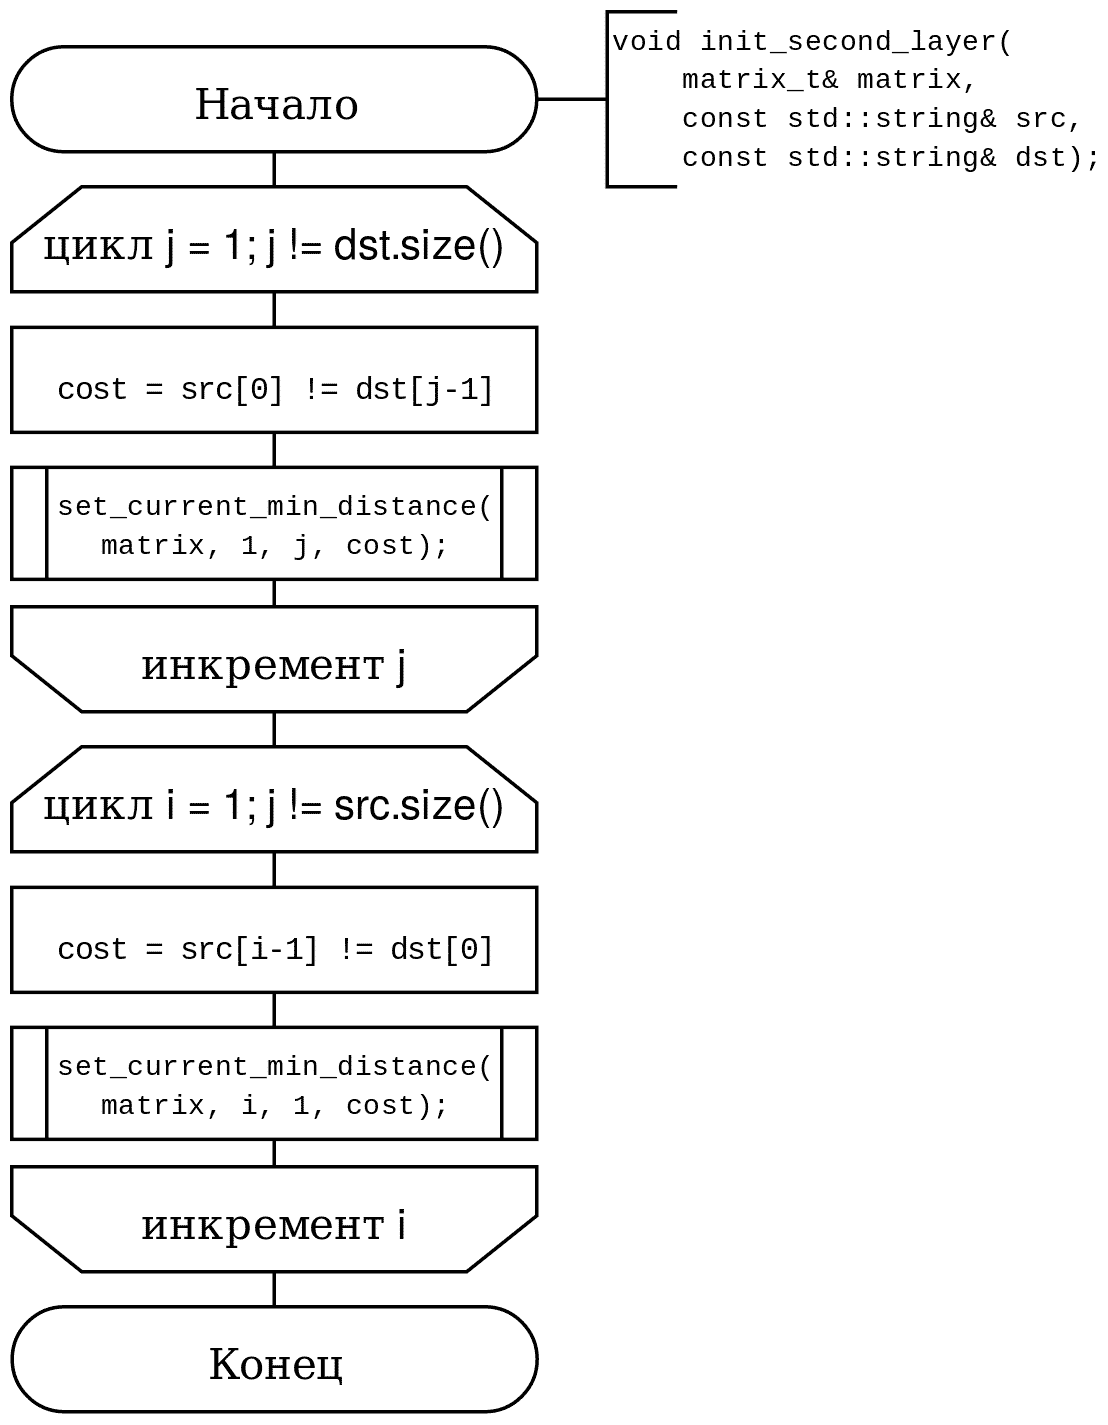 void init_second_layer(
matrix_t& matrix,
const std::string& src,
const std::string& dst);
Начало
цикл j = 1; j != dst.size()
cost = src[0] != dst[j-1]
set_current_min_distance(
matrix, 1, j, cost);
инкремент j
цикл i = 1; j != src.size()
cost = src[i-1] != dst[0]
set_current_min_distance(
matrix, i, 1, cost);
инкремент i
Конец